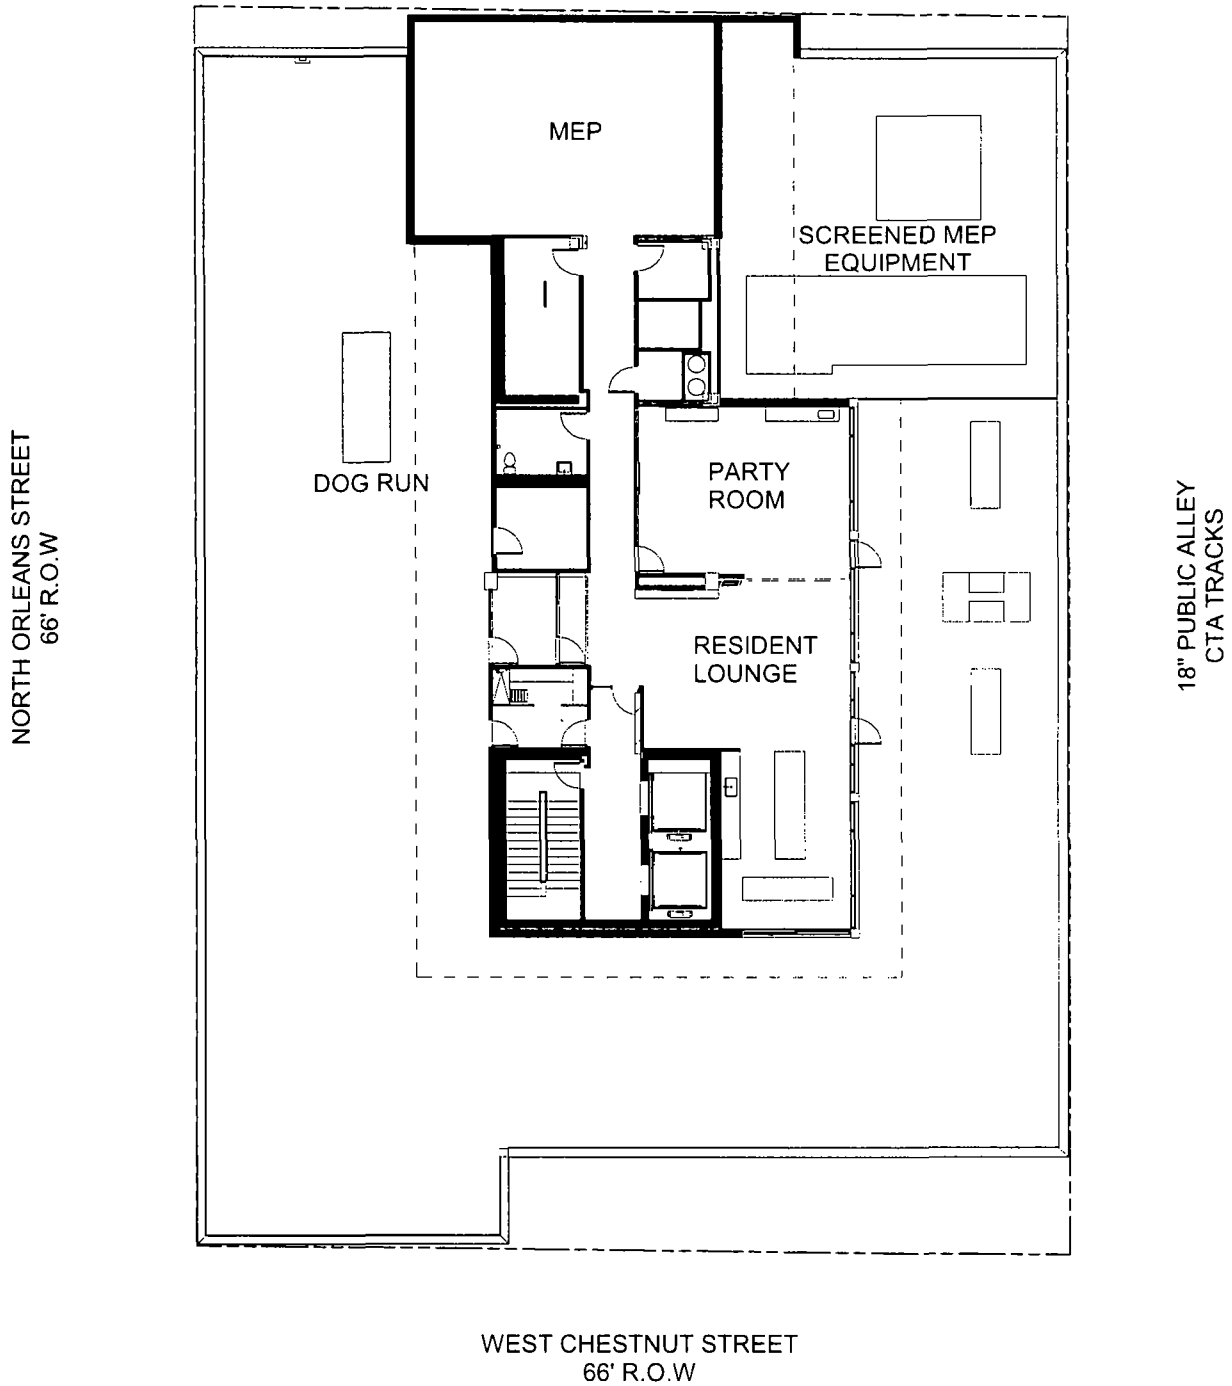 MEP
SCREENED MEP
EQUIPMENT
DOG RUN
PARTY
ROOM
RESIDENT
LOUNGE
NORTH ORLEANS STREET
66' R.O.W
18" PUBLIC ALLEY
CTA TRACKS
WEST CHESTNUT STREET
66' R.O.W